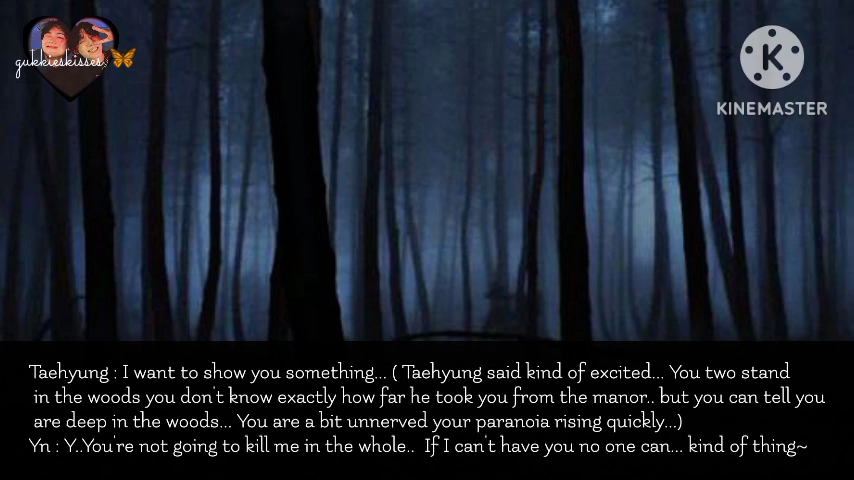 gukkieskisses
KINEMASTER
Taehyung : I want to show you something... ( Taehyung said kind of excited... You two stand
in the woods you don't know exactly how far he took you from the manor.. but you can tell you
are deep in the woods... You are a bit unnerved your paranoia rising quickly...)
Yn : Y..You're not going to kill me in the whole.. If I can't have you no one can... kind of thing~